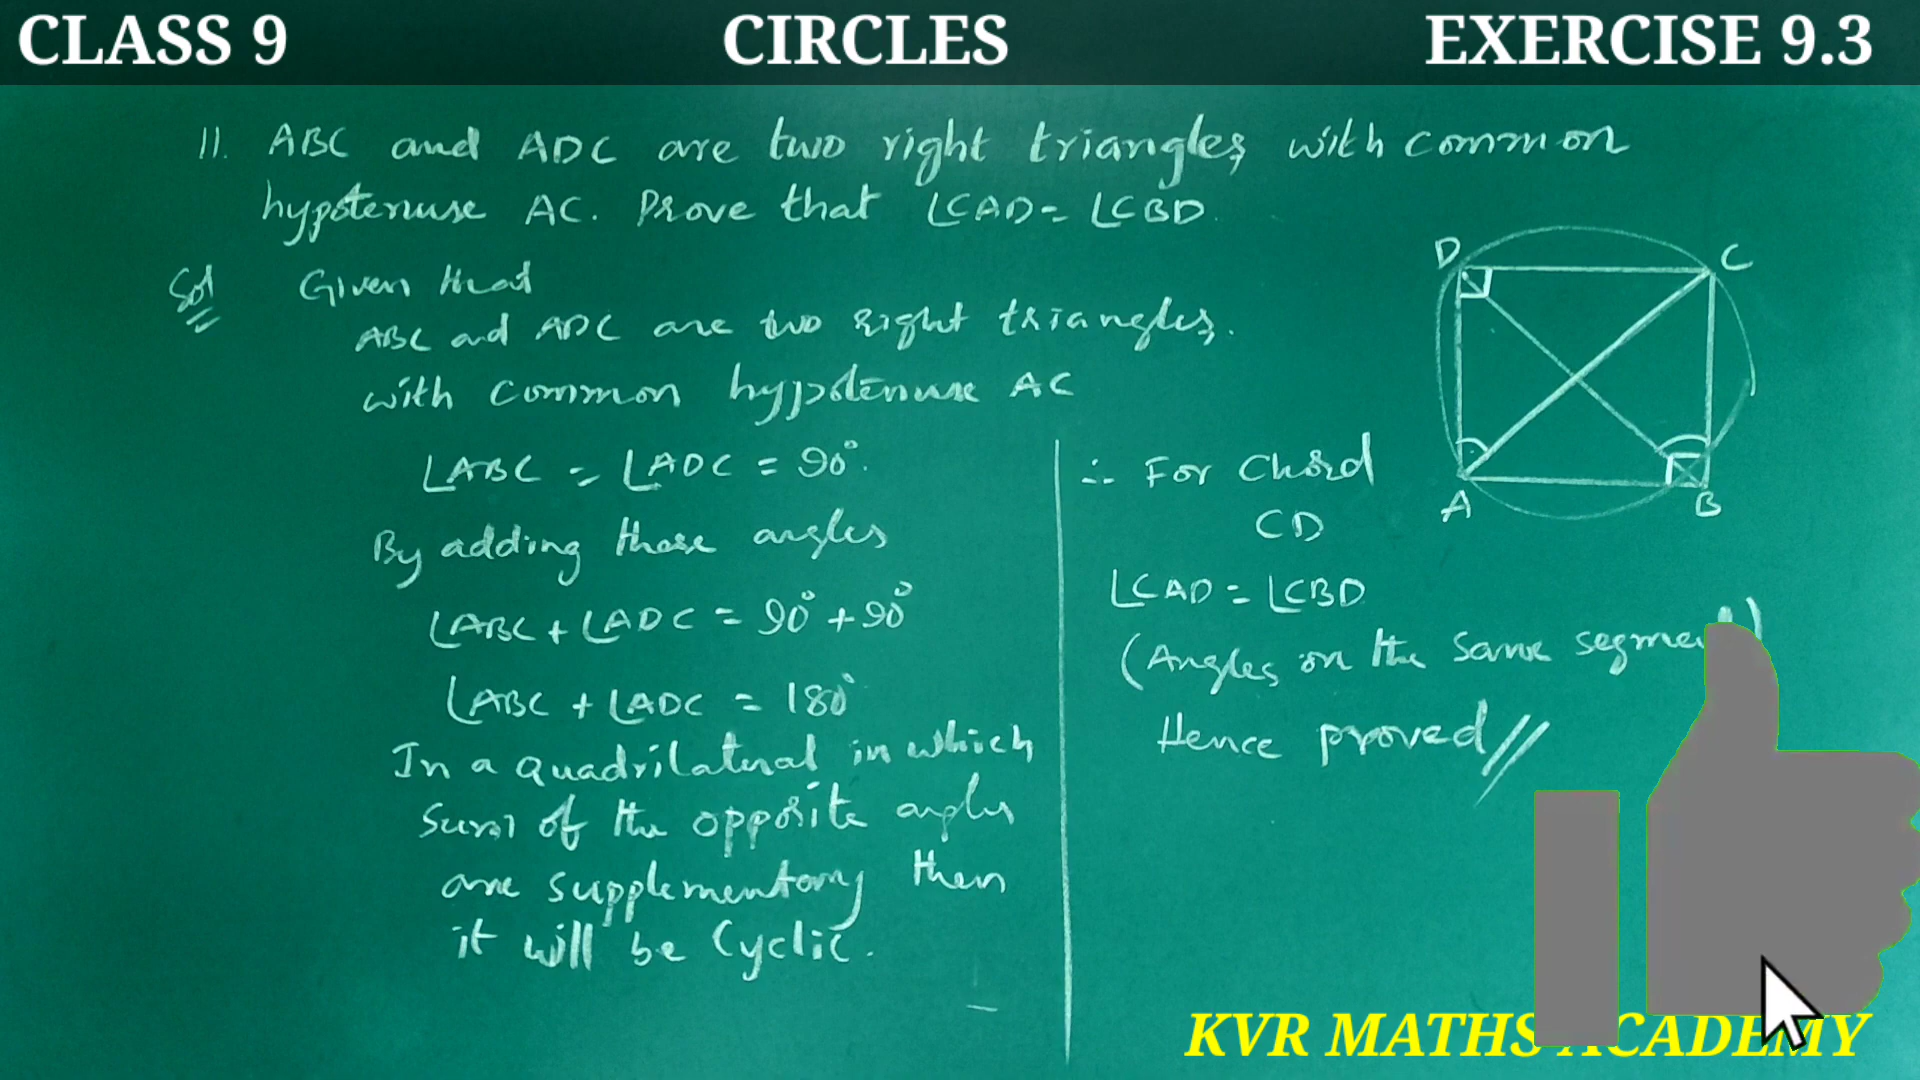 CLASS 9 CIRCLES EXERCISE 9.3
11. ABC and ADC are two right triangles with common
hypotenuse AC. Prove that ∠CAD = ∠CBD.
Sol Given that
ABC and ADC are two right triangles.
with common hypotenuse AC
∠ABC = ∠ADC = 90°.
By adding these angles
∠ABC + ∠ADC = 90° + 90°
∠ABC + ∠ADC = 180°
In a quadrilateral in which
sum of the opposite angles
are supplementary then
it will be Cyclic.
∴ For Chord
CD
∠CAD = ∠CBD
(Angles on the same segment)
Hence proved //
D C
A B
KVR MATHS ACADEMY